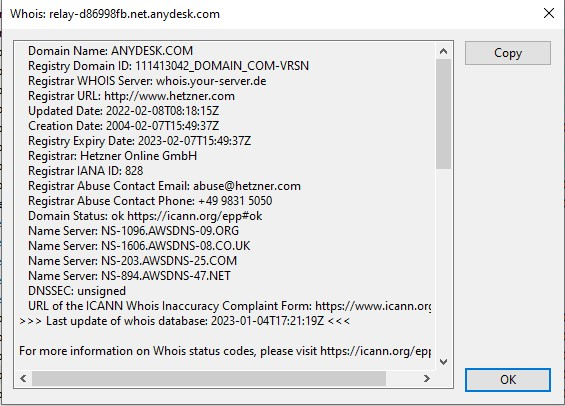 Whois: relay-d86998fb.net.anydesk.com
Domain Name: ANYDESK.COM
Registry Domain ID: 111413042_DOMAIN_COM-VRSN
Registrar WHOIS Server: whois.your-server.de
Registrar URL: http://www.hetzner.com
Updated Date: 2022-02-08T08:18:15Z
Creation Date: 2004-02-07T15:49:37Z
Registry Expiry Date: 2023-02-07T15:49:37Z
Registrar: Hetzner Online GmbH
Registrar IANA ID: 828
Registrar Abuse Contact Email: abuse@hetzner.com
Registrar Abuse Contact Phone: +49 9831 5050
Domain Status: ok https://icann.org/epp#ok
Name Server: NS-1096.AWSDNS-09.ORG
Name Server: NS-1606.AWSDNS-08.CO.UK
Name Server: NS-203.AWSDNS-25.COM
Name Server: NS-894.AWSDNS-47.NET
DNSSEC: unsigned
URL of the ICANN Whois Inaccuracy Complaint Form: https://www.icann.org
>>> Last update of whois database: 2023-01-04T17:21:19Z <<<
For more information on Whois status codes, please visit https://icann.org/epp
Copy
OK